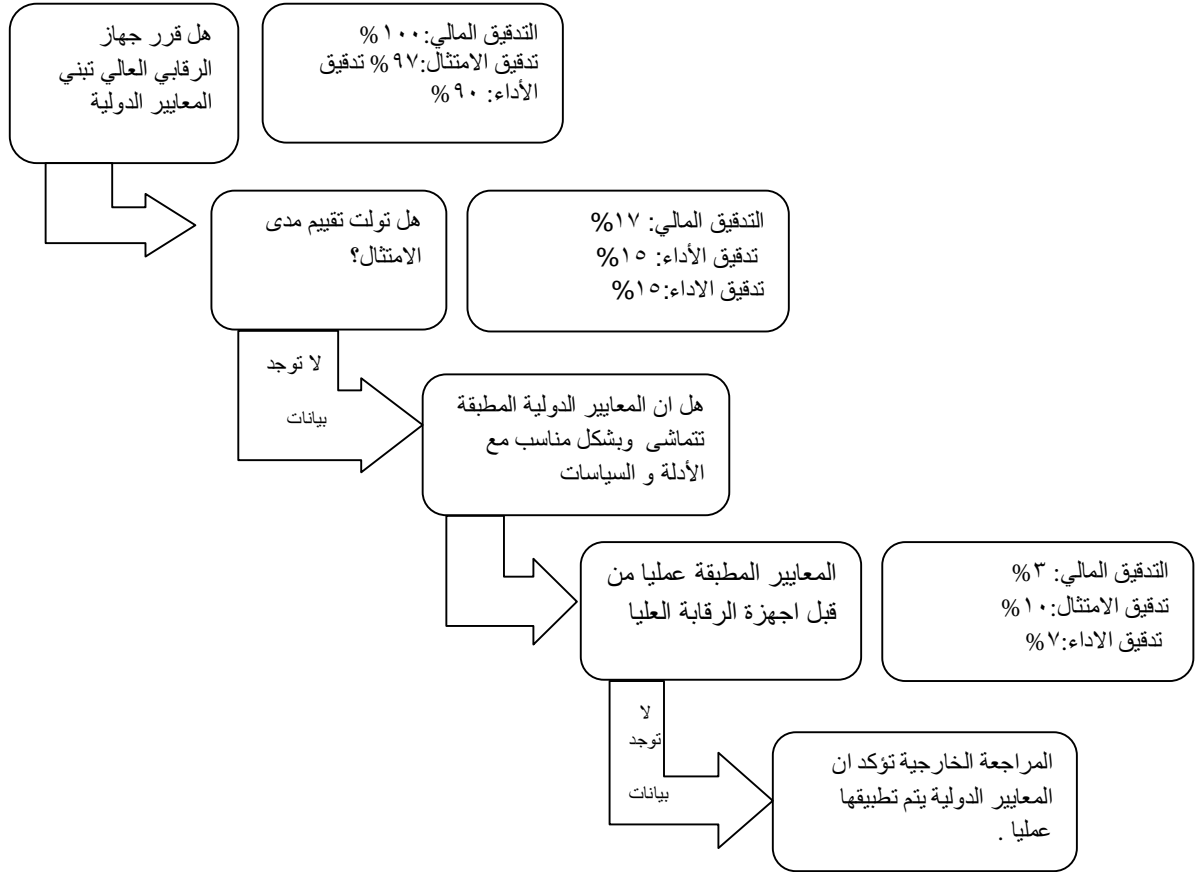 هل قرر جهاز
الرقابي العالي تبني
المعايير الدولية
التدقيق المالي:١٠٠%
تدقيق الامتثال:٩٧% تدقيق
الأداء: ٩٠%
هل تولت تقييم مدى
الامتثال؟
التدقيق المالي: ١٧%
تدقيق الأداء: ١٥%
تدقيق الاداء:١٥%
لا توجد
بيانات
هل ان المعايير الدولية المطبقة
تتماشى وبشكل مناسب مع
الأدلة و السياسات
المعايير المطبقة عمليا من
قبل اجهزة الرقابة العليا
التدقيق المالي: ٣%
تدقيق الامتثال:١٠%
تدقيق الاداء:٧%
لا
توجد
بيانات
المراجعة الخارجية تؤكد ان
المعايير الدولية يتم تطبيقها
عمليا .